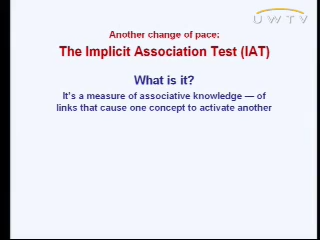 UWTV
Another change of pace:
The Implicit Association Test (IAT)
What is it?
It's a measure of associative knowledge — of
links that cause one concept to activate another